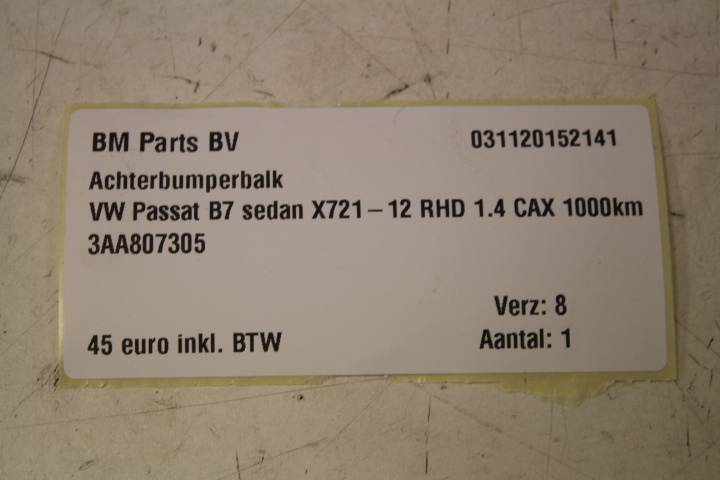 BM Parts BV 031120152141
Achterbumperbalk
VW Passat B7 sedan X721-12 RHD 1.4 CAX 1000km
3AA807305
Verz: 8
45 euro inkl. BTW Aantal: 1